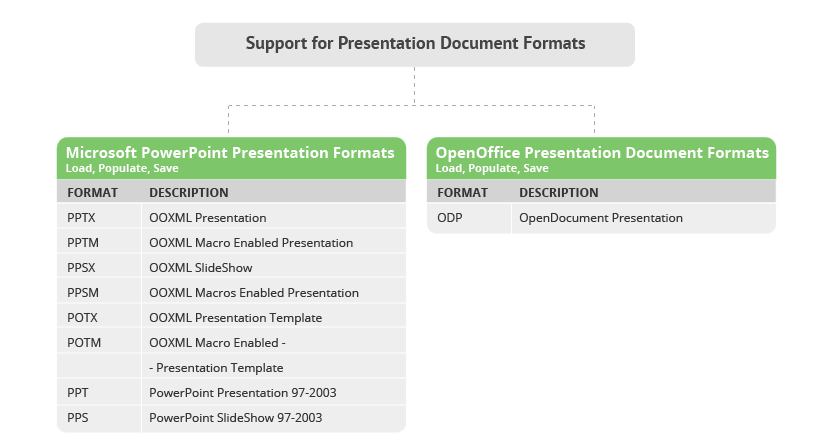 Support for Presentation Document Formats
Microsoft PowerPoint Presentation Formats
Load, Populate, Save
FORMAT DESCRIPTION
PPTX OOXML Presentation
PPTM OOXML Macro Enabled Presentation
PPSX OOXML SlideShow
PPSM OOXML Macros Enabled Presentation
POTX OOXML Presentation Template
POTM OOXML Macro Enabled -
- Presentation Template
PPT PowerPoint Presentation 97-2003
PPS PowerPoint SlideShow 97-2003
OpenOffice Presentation Document Formats
Load, Populate, Save
FORMAT DESCRIPTION
ODP OpenDocument Presentation